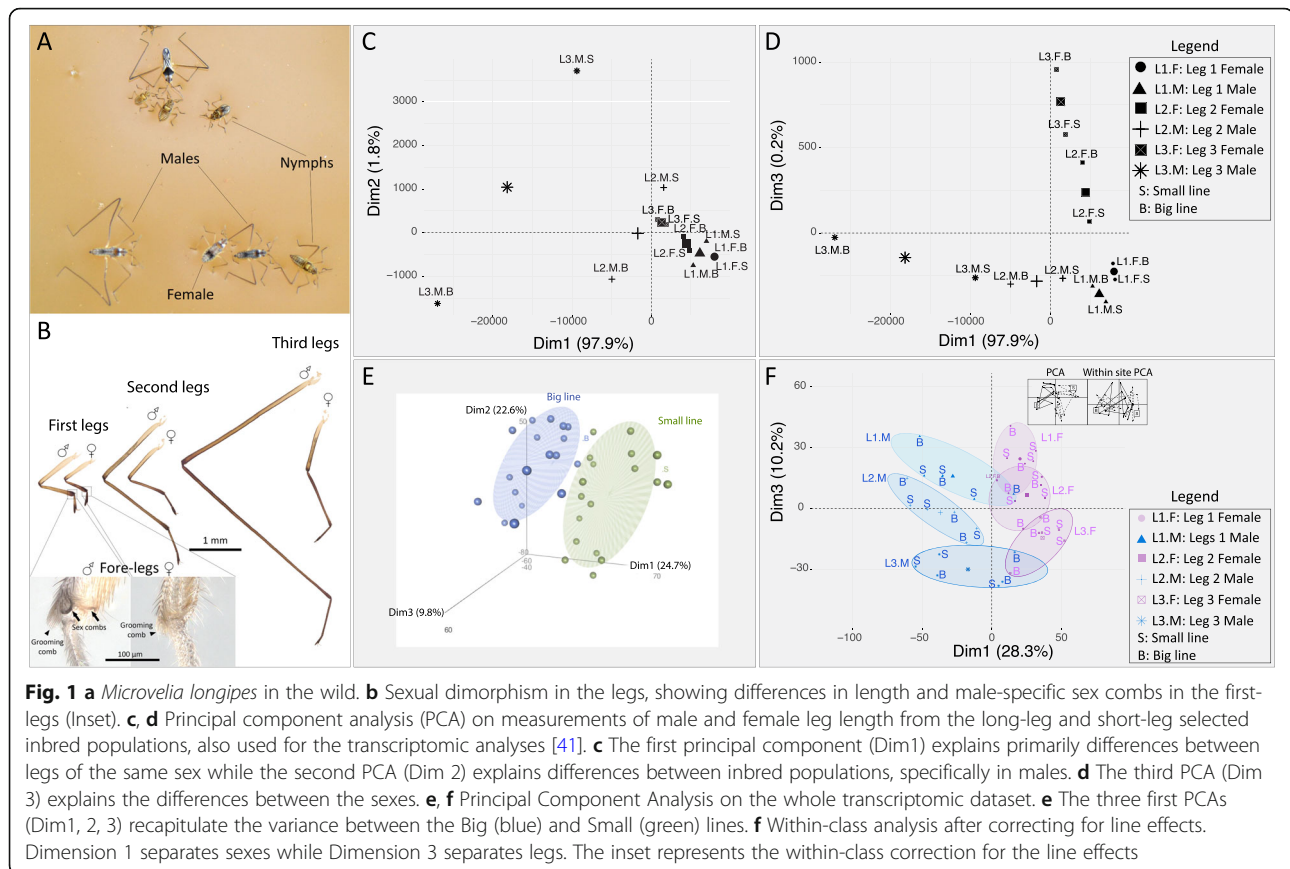 A
Males
Nymphs
Female
B
Third legs
Second legs
First legs
♂
♀
♂
♀
♂
♀
1 mm
♂ Fore-legs ♀
Grooming comb
Sex combs
Grooming comb
100 µm
C
L3.M.S
3000
2000
1000
0
−1000
Dim2 (1.8%)
L2.M.S
L3.F.B
L3.F.S
L2.F.B
L2.F.S
L1.M.S
L1.F.B
L1.M.B
L1.F.S
L2.M.B
L3.M.B
−20000
−10000
0
Dim1 (97.9%)
D
1000
500
0
Dim3 (0.2%)
L3.F.B
L3.F.S
L2.F.B
L2.F.S
L3.M.B
L3.M.S
L2.M.B
L2.M.S
L1.M.B
L1.F.B
L1.F.S
L1.M.S
−20000
−10000
0
Dim1 (97.9%)
Legend
L1.F: Leg 1 Female
L1.M: Leg 1 Male
L2.F: Leg 2 Female
L2.M: Leg 2 Male
L3.F: Leg 3 Female
L3.M: Leg 3 Male
S: Small line
B: Big line
E
Big line
Small line
Dim2 (22.6%)
50
.B
.S
-60
-60
-40
Dim1 (24.7%)
70
Dim3 (9.8%)
60
F
PCA
Within site PCA
60
30
0
−30
Dim3 (10.2%)
L1.M
L1.F
L2.M
L2.F
L3.M
L3.F
−100
−50
0
50
Dim1 (28.3%)
Legend
L1.F: Leg 1 Female
L1.M: Legs 1 Male
L2.F: Leg 2 Female
L2.M: Leg 2 Male
L3.F: Leg 3 Female
L3.M: Leg 3 Male
S: Small line
B: Big line
Fig. 1 a Microvelia longipes in the wild. b Sexual dimorphism in the legs, showing differences in length and male-specific sex combs in the first-
legs (Inset). c, d Principal component analysis (PCA) on measurements of male and female leg length from the long-leg and short-leg selected
inbred populations, also used for the transcriptomic analyses [41]. c The first principal component (Dim1) explains primarily differences between
legs of the same sex while the second PCA (Dim 2) explains differences between inbred populations, specifically in males. d The third PCA (Dim
3) explains the differences between the sexes. e, f Principal Component Analysis on the whole transcriptomic dataset. e The three first PCAs
(Dim1, 2, 3) recapitulate the variance between the Big (blue) and Small (green) lines. f Within-class analysis after correcting for line effects.
Dimension 1 separates sexes while Dimension 3 separates legs. The inset represents the within-class correction for the line effects